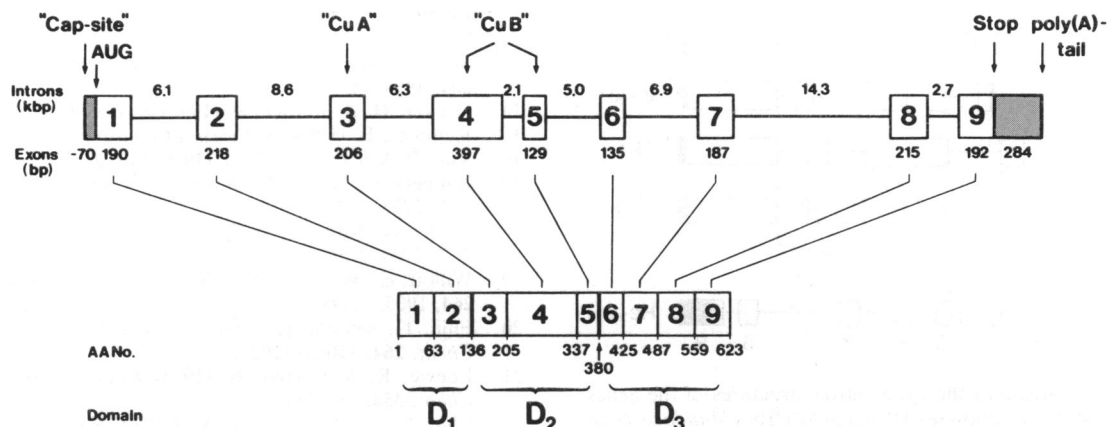 "Cap-site" "CuA" "CuB" Stop poly(A)-
AUG tail
Introns 6,1 8,6 6,3 2,1 5,0 6,9 14,3 2,7
(kbp)
1 2 3 4 5 6 7 8 9
Exons -70 190 218 206 397 129 135 187 215 192 284
(bp)
1 2 3 4 5 6 7 8 9
AA No. 1 63 136 205 337 425 487 559 623
380
Domain D1 D2 D3